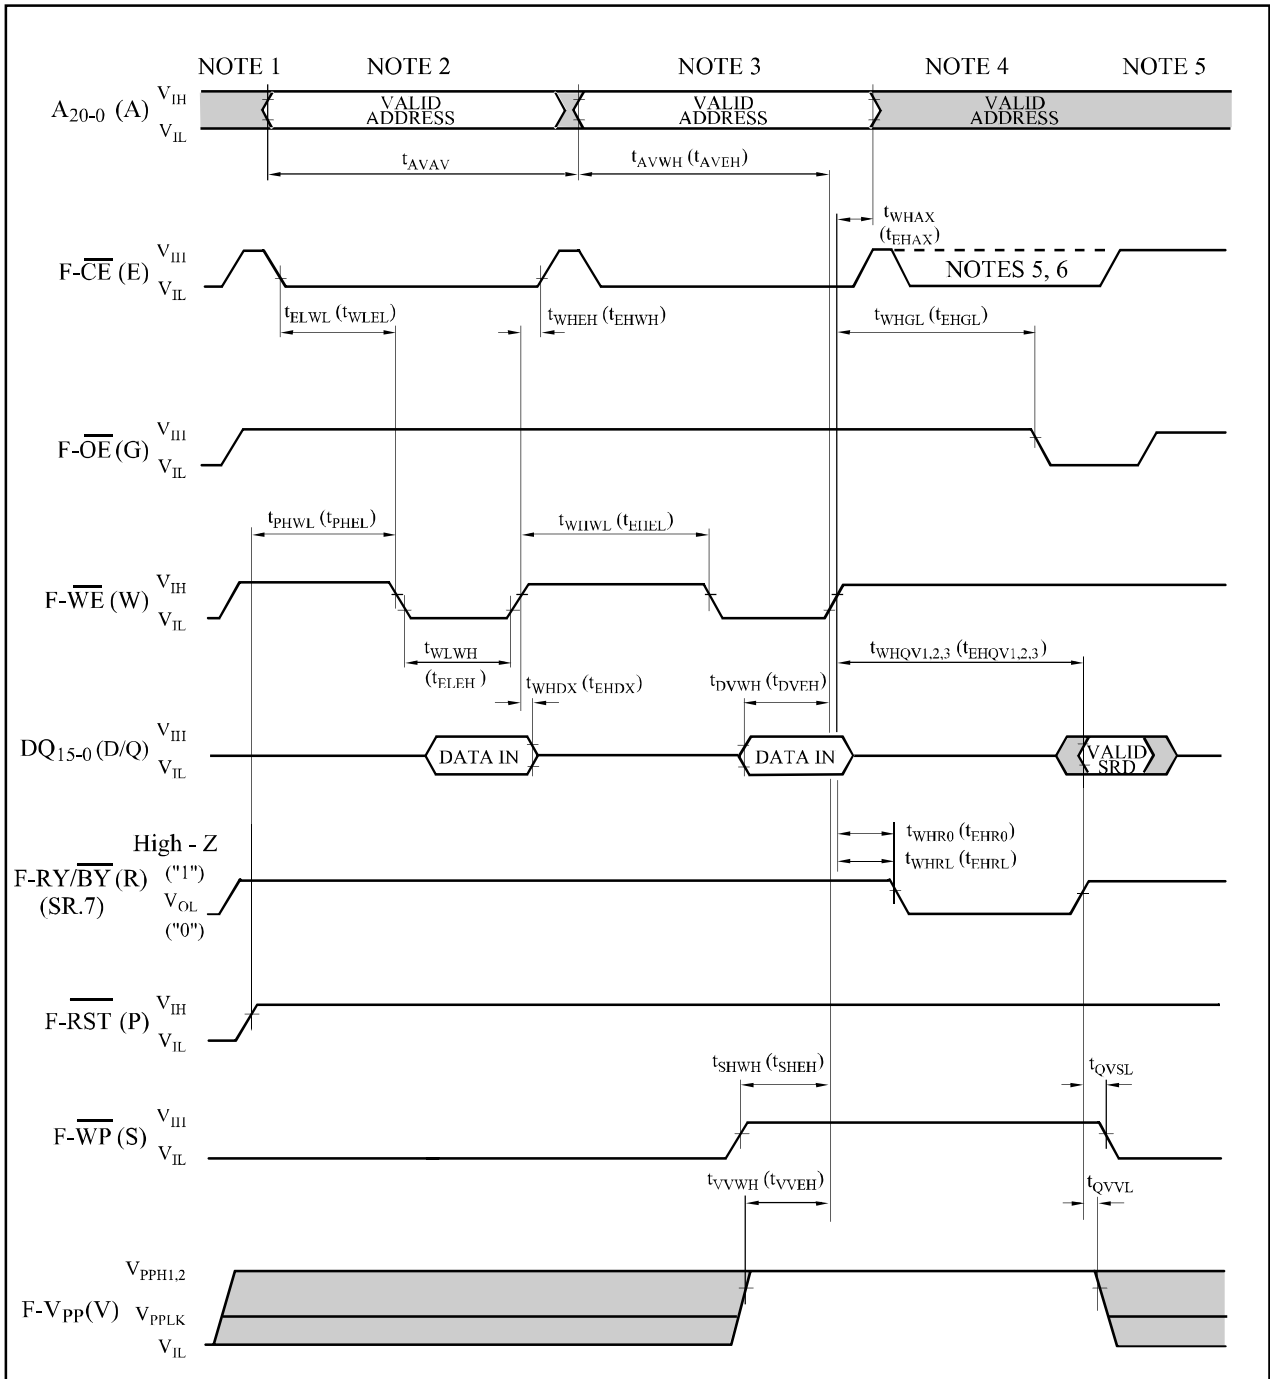 NOTE 1 NOTE 2 NOTE 3 NOTE 4 NOTE 5
A20-0 (A) VIH VIL VALID ADDRESS VALID ADDRESS VALID ADDRESS
tAVAV tAVWH (tAVEH)
tWHAX
(tEHAX)
F-CE (E) VIH VIL NOTES 5, 6
tELWL (tWLEL) tWHEH (tEHWH) tWHGL (tEHGL)
F-OE (G) VIH VIL
tPHWL (tPHEL) tWHWL (tEHEL)
F-WE (W) VIH VIL
tWLWH
(tELEH)
tWHQV1,2,3 (tEHQV1,2,3)
tWHDX (tEHDX) tDVWH (tDVEH)
DQ15-0 (D/Q) VIH VIL DATA IN DATA IN VALID SRD
tWHR0 (tEHR0)
tWHRL (tEHRL)
High - Z
("1")
F-RY/BY (R)
(SR.7)
VOL
("0")
F-RST (P) VIH VIL
tSHWH (tSHEH) tQVSL
F-WP (S) VIH VIL
tVVWH (tVVEH) tQVVL
VPPH1,2
F-VPP(V) VPPLK
VIL